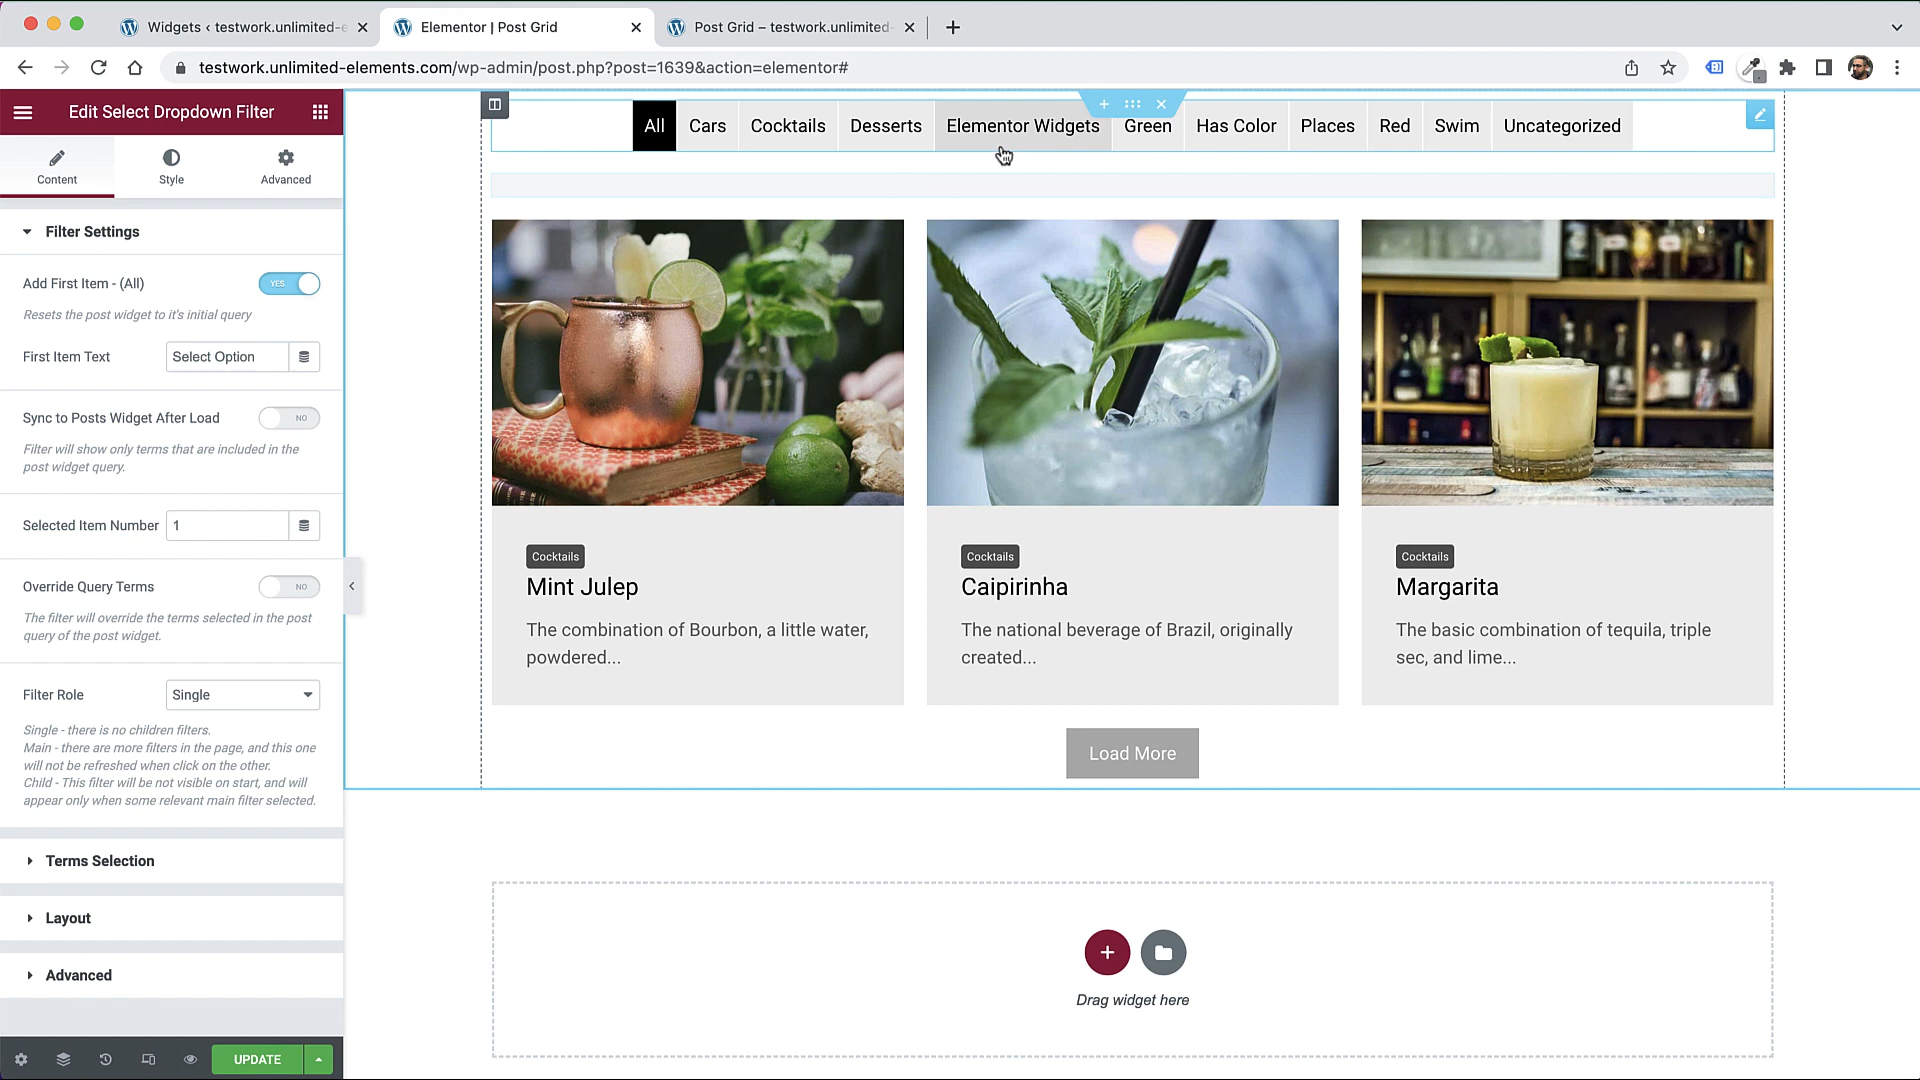 Widgets ‹ testwork.unlimited-e
Elementor | Post Grid
Post Grid – testwork.unlimited-
testwork.unlimited-elements.com/wp-admin/post.php?post=1639&action=elementor#
Edit Select Dropdown Filter
Content
Style
Advanced
Filter Settings
Add First Item - (All)
YES
Resets the post widget to it's initial query
First Item Text
Select Option
Sync to Posts Widget After Load
NO
Filter will show only terms that are included in the
post widget query.
Selected Item Number
1
Override Query Terms
NO
The filter will override the terms selected in the post
query of the post widget.
Filter Role
Single
Single - there is no children filters.
Main - there are more filters in the page, and this one
will not be refreshed when click on the other.
Child - This filter will be not visible on start, and will
appear only when some relevant main filter selected.
Terms Selection
Layout
Advanced
UPDATE
All
Cars
Cocktails
Desserts
Elementor Widgets
Green
Has Color
Places
Red
Swim
Uncategorized
Cocktails
Mint Julep
The combination of Bourbon, a little water,
powdered...
Cocktails
Caipirinha
The national beverage of Brazil, originally
created...
Cocktails
Margarita
The basic combination of tequila, triple
sec, and lime...
Load More
Drag widget here